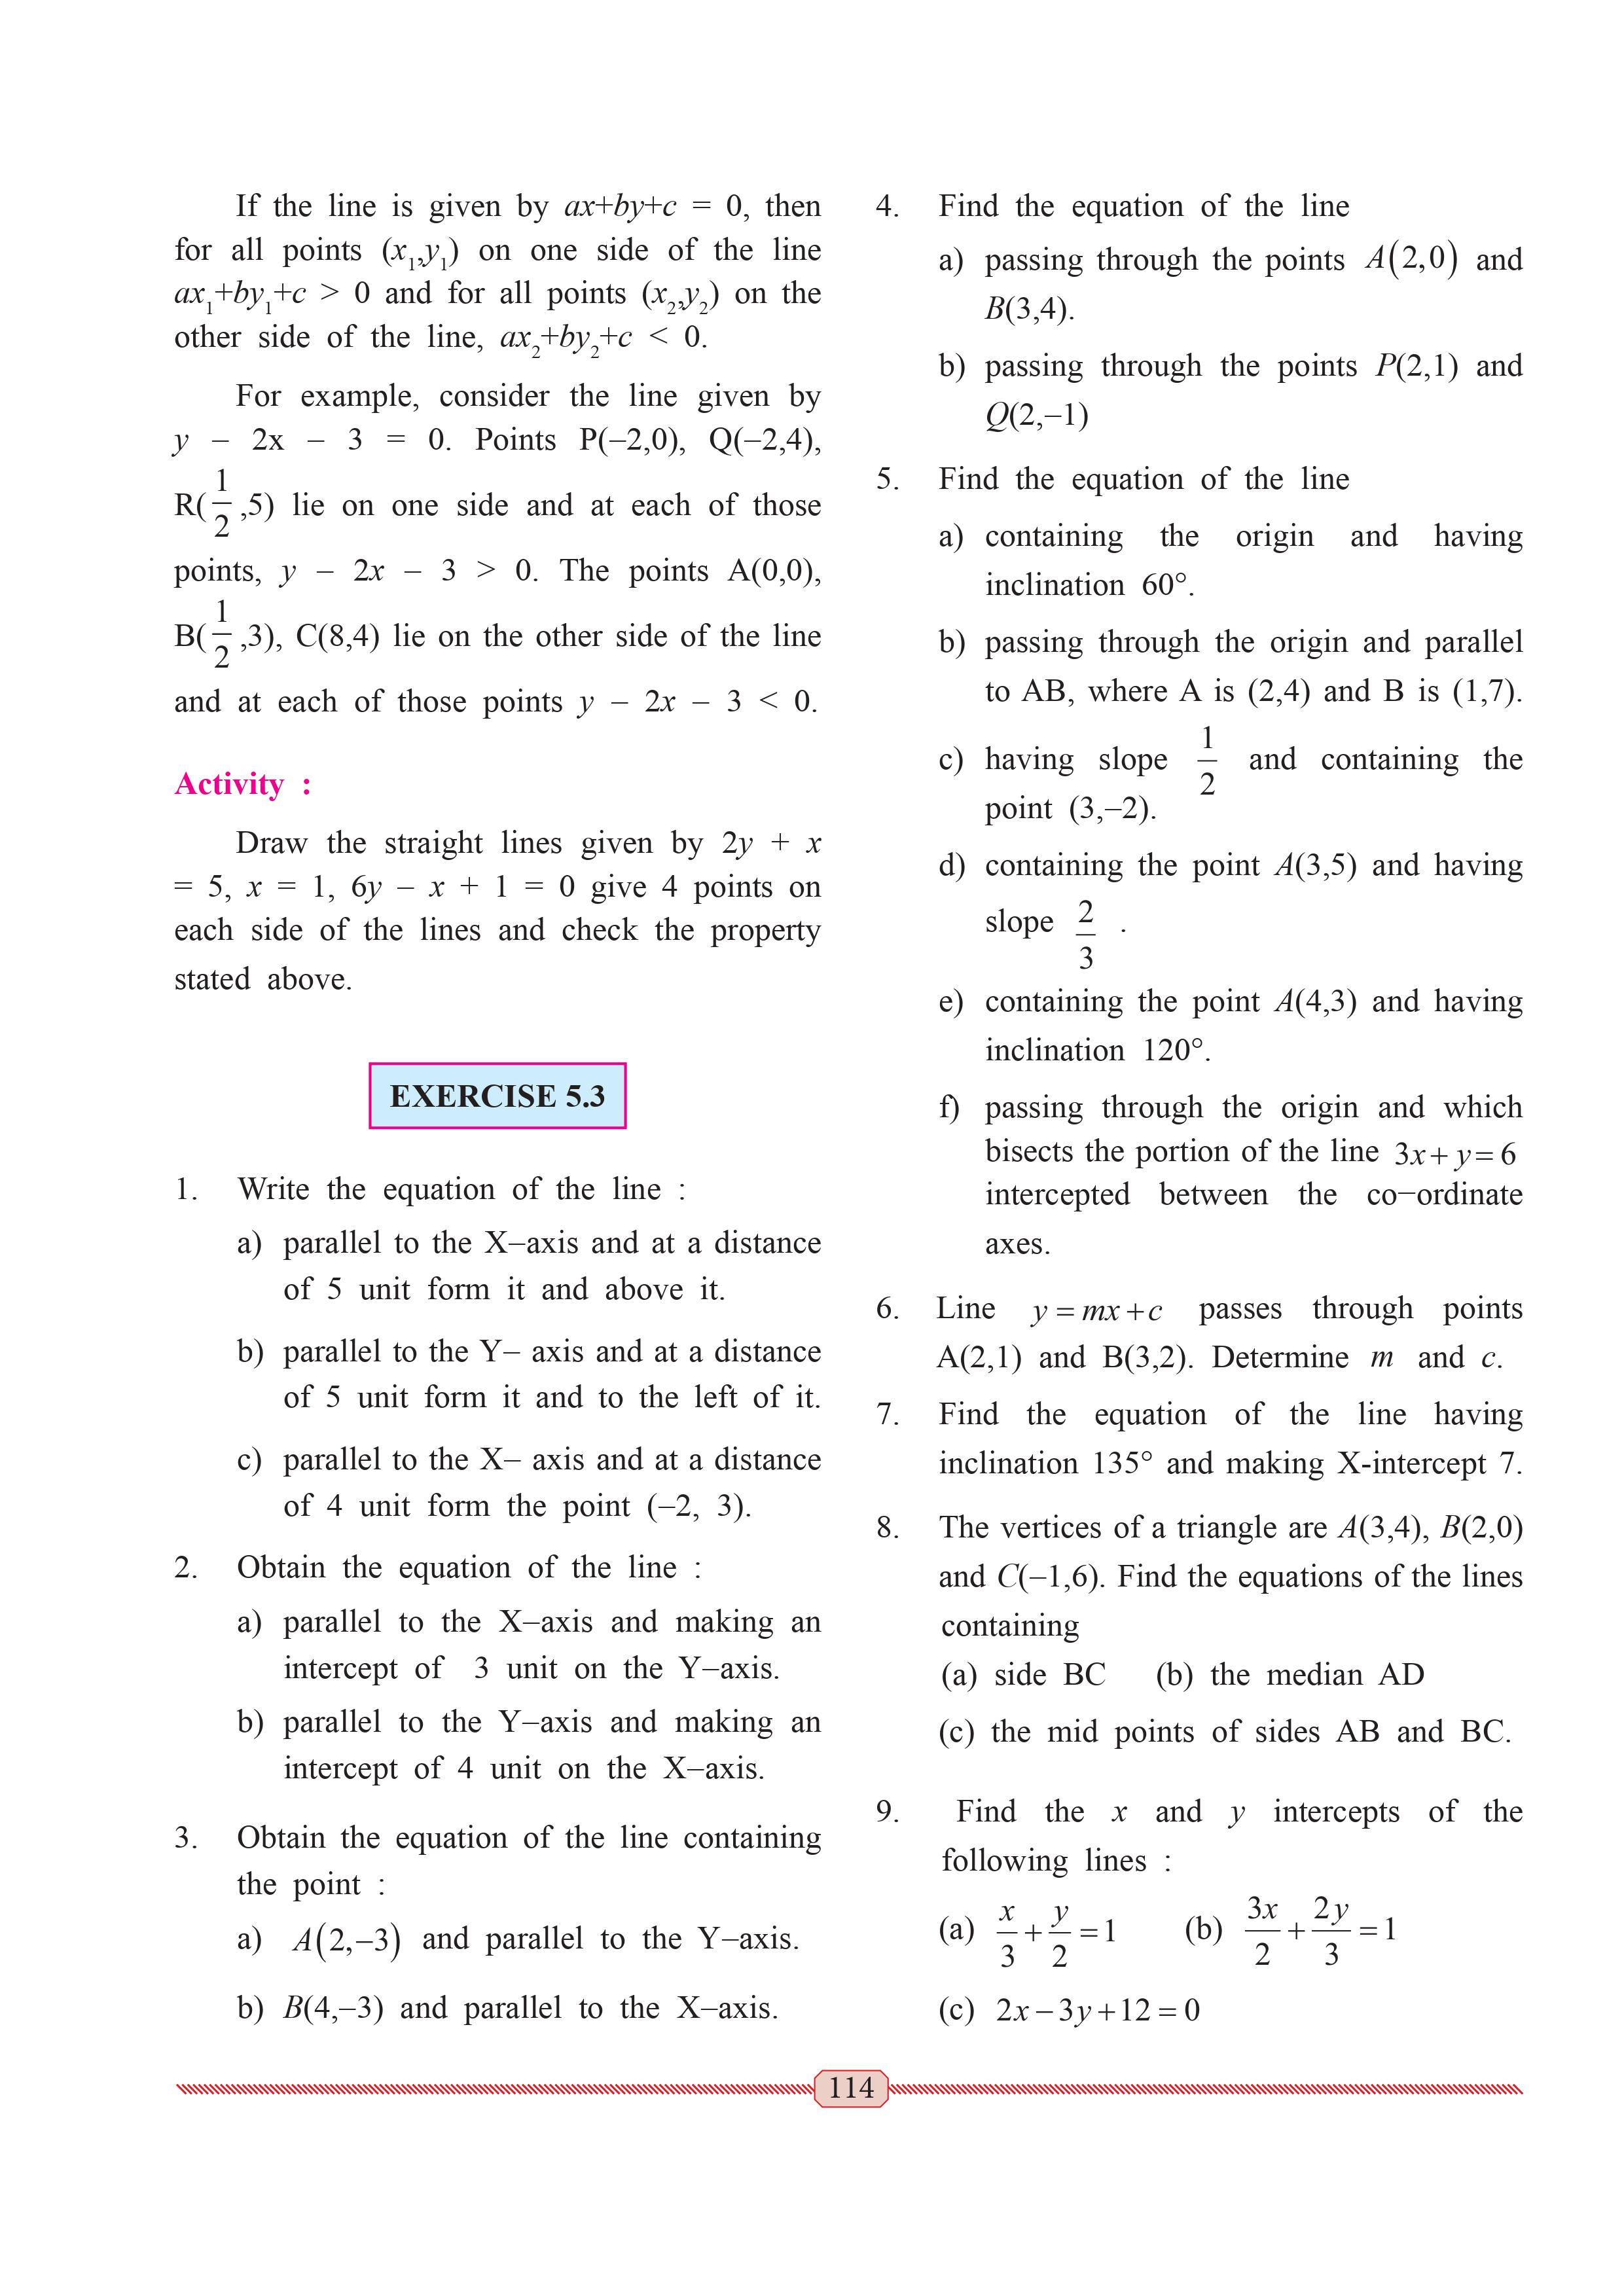 If the line is given by ax+by+c = 0, then
for all points (x₁,y₁) on one side of the line
ax₁+by₁+c > 0 and for all points (x₂,y₂) on the
other side of the line, ax₂+by₂+c < 0.
For example, consider the line given by
y – 2x – 3 = 0. Points P(–2,0), Q(–2,4),
R(1/2,5) lie on one side and at each of those
points, y – 2x – 3 > 0. The points A(0,0),
B(1/2,3), C(8,4) lie on the other side of the line
and at each of those points y – 2x – 3 < 0.
Activity :
Draw the straight lines given by 2y + x
= 5, x = 1, 6y – x + 1 = 0 give 4 points on
each side of the lines and check the property
stated above.
EXERCISE 5.3
1. Write the equation of the line :
a) parallel to the X–axis and at a distance
of 5 unit form it and above it.
b) parallel to the Y– axis and at a distance
of 5 unit form it and to the left of it.
c) parallel to the X– axis and at a distance
of 4 unit form the point (–2, 3).
2. Obtain the equation of the line :
a) parallel to the X–axis and making an
intercept of 3 unit on the Y–axis.
b) parallel to the Y–axis and making an
intercept of 4 unit on the X–axis.
3. Obtain the equation of the line containing
the point :
a) A(2,–3) and parallel to the Y–axis.
b) B(4,–3) and parallel to the X–axis.
4. Find the equation of the line
a) passing through the points A(2,0) and
B(3,4).
b) passing through the points P(2,1) and
Q(2,–1)
5. Find the equation of the line
a) containing the origin and having
inclination 60°.
b) passing through the origin and parallel
to AB, where A is (2,4) and B is (1,7).
c) having slope 1/2 and containing the
point (3,–2).
d) containing the point A(3,5) and having
slope 2/3 .
e) containing the point A(4,3) and having
inclination 120°.
f) passing through the origin and which
bisects the portion of the line 3x+y=6
intercepted between the co−ordinate
axes.
6. Line y=mx+c passes through points
A(2,1) and B(3,2). Determine m and c.
7. Find the equation of the line having
inclination 135° and making X-intercept 7.
8. The vertices of a triangle are A(3,4), B(2,0)
and C(–1,6). Find the equations of the lines
containing
(a) side BC (b) the median AD
(c) the mid points of sides AB and BC.
9. Find the x and y intercepts of the
following lines :
(a) x/3 + y/2 = 1 (b) 3x/2 + 2y/3 = 1
(c) 2x−3y+12=0
114